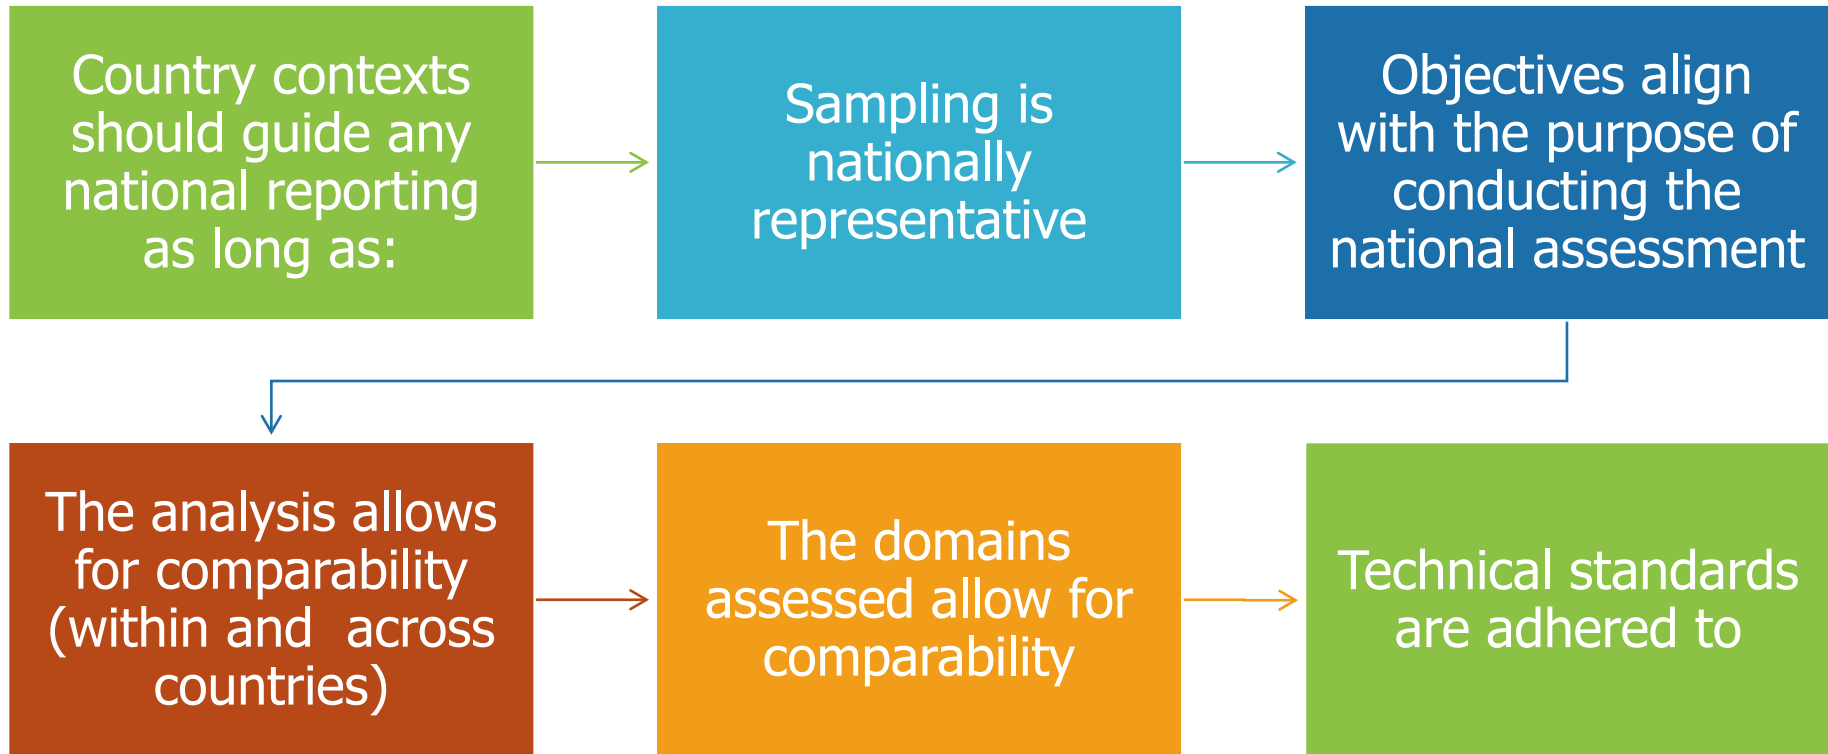 Country contexts
should guide any
national reporting
as long as:
Sampling is
nationally
representative
Objectives align
with the purpose of
conducting the
national assessment
The analysis allows
for comparability
(within and  across
countries)
The domains
assessed allow for
comparability
Technical standards
are adhered to